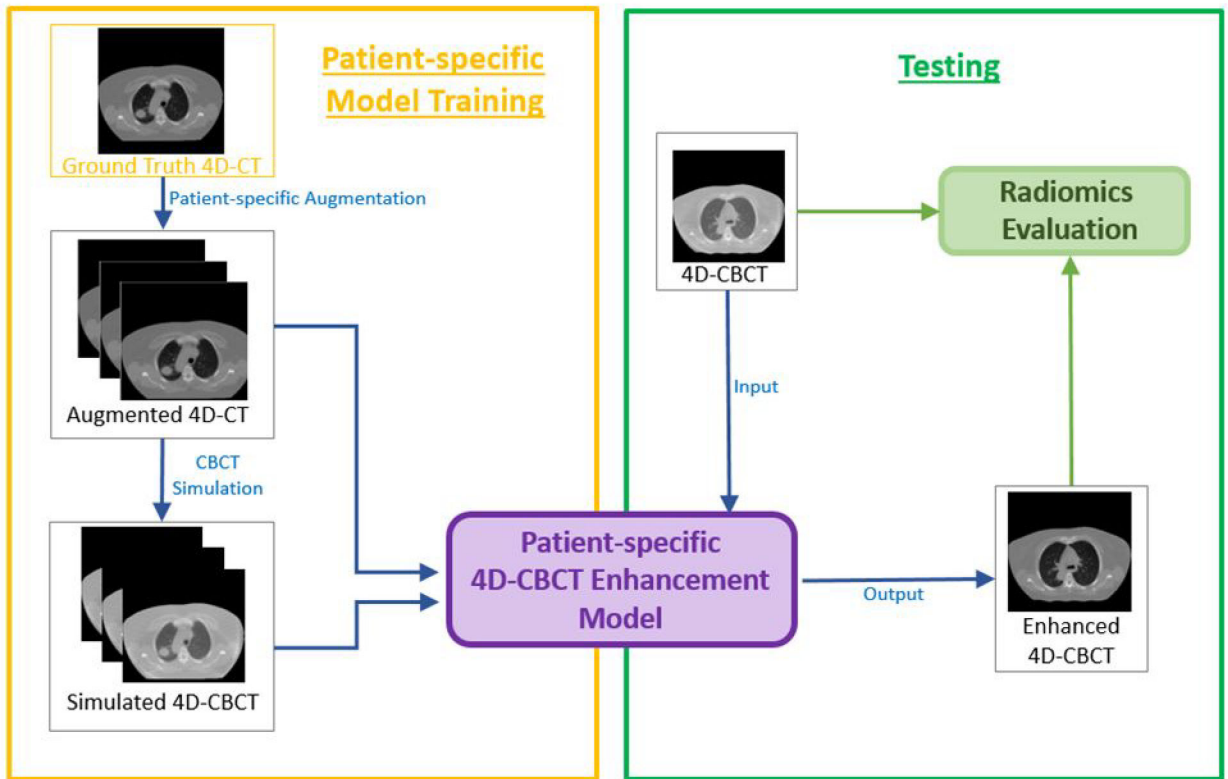 Patient-specific
Model Training
Ground Truth 4D-CT
Patient-specific Augmentation
Augmented 4D-CT
CBCT
Simulation
Simulated 4D-CBCT
Patient-specific
4D-CBCT Enhancement
Model
Testing
4D-CBCT
Radiomics
Evaluation
Input
Output
Enhanced
4D-CBCT